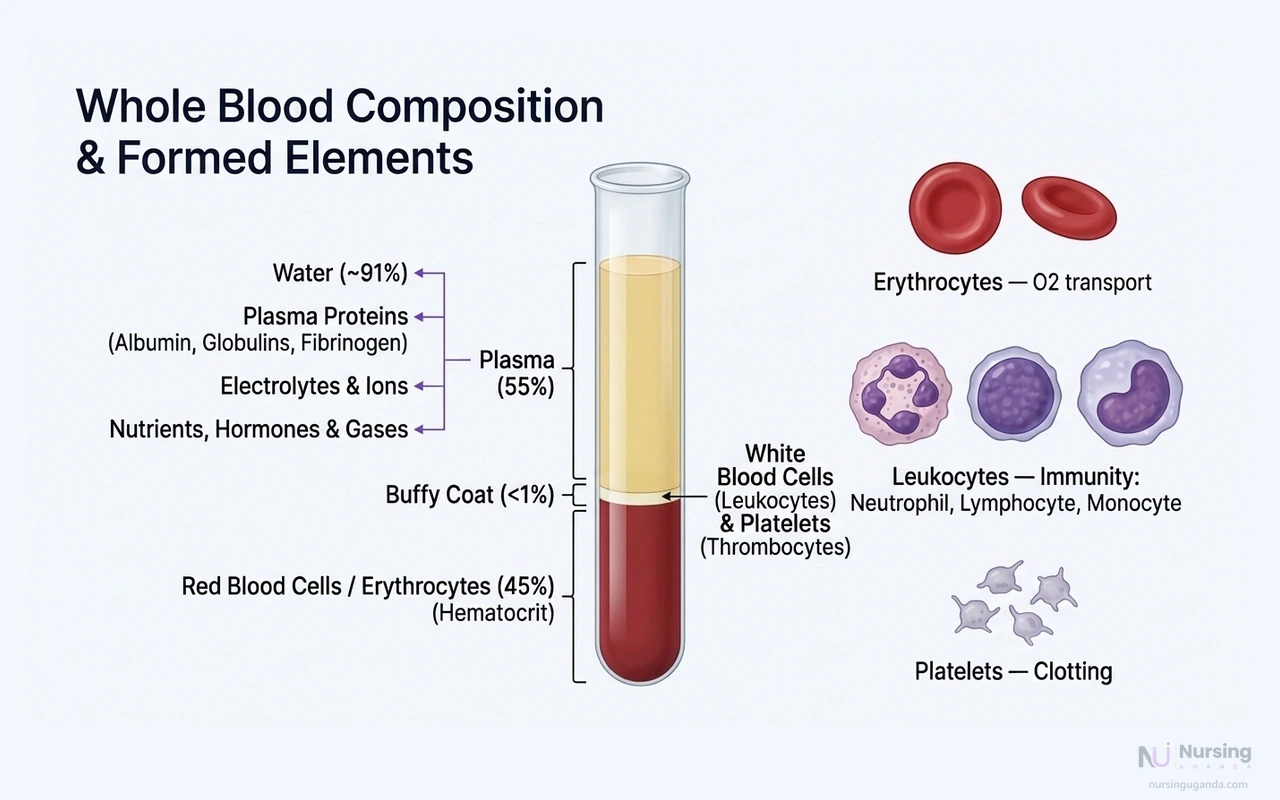 Whole Blood Composition
& Formed Elements
Water (~91%)
Plasma Proteins
(Albumin, Globulins, Fibrinogen)
Electrolytes & Ions
Nutrients, Hormones & Gases
Plasma
(55%)
Buffy Coat (<1%)
Red Blood Cells / Erythrocytes (45%)
(Hematocrit)
White
Blood Cells
(Leukocytes)
& Platelets
(Thrombocytes)
Erythrocytes — O2 transport
Leukocytes — Immunity:
Neutrophil, Lymphocyte, Monocyte
Platelets — Clotting
NU Nursing
UGANDA
nursinguganda.com